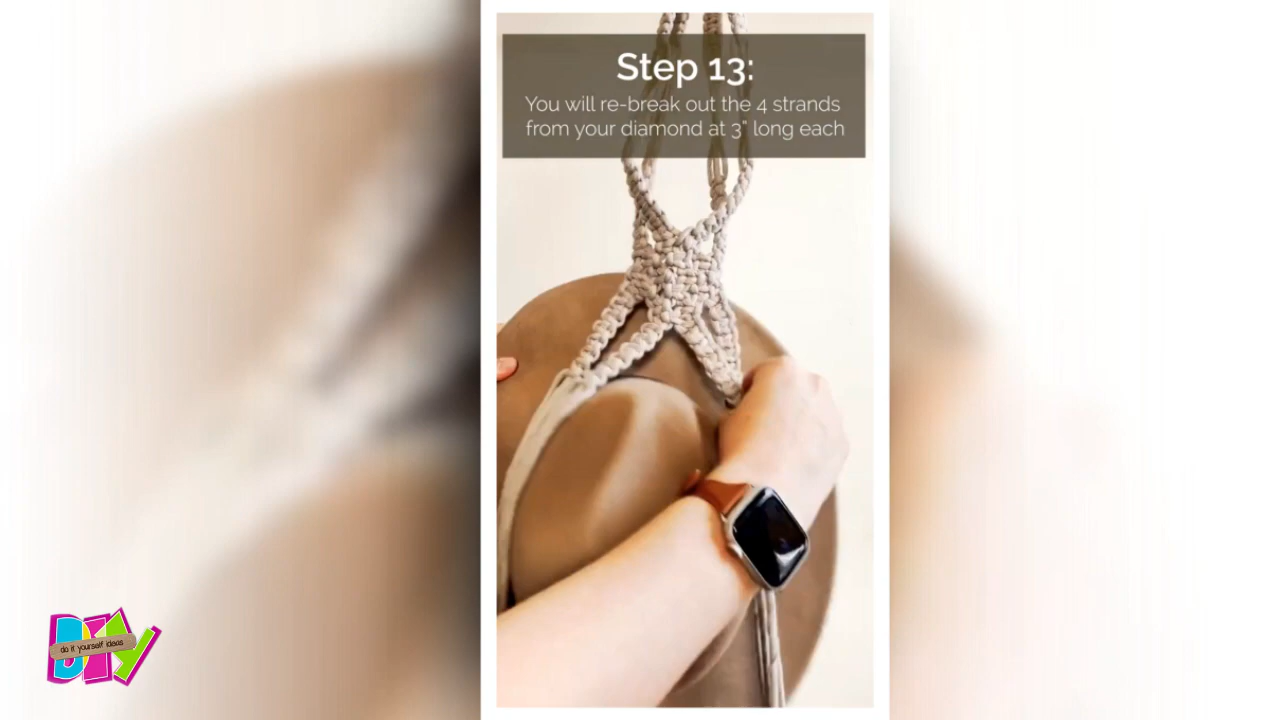 Step 13:
You will re-break out the 4 strands
from your diamond at 3" long each
DIY
do it yourself ideas